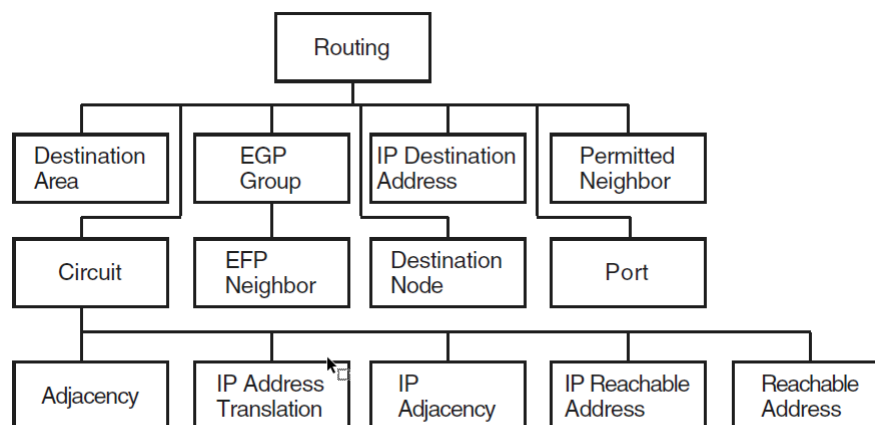 Routing
Destination
Area
EGP
Group
IP Destination
Address
Permitted
Neighbor
Circuit
EFP
Neighbor
Destination
Node
Port
Adjacency
IP Address
Translation
IP
Adjacency
IP Reachable
Address
Reachable
Address